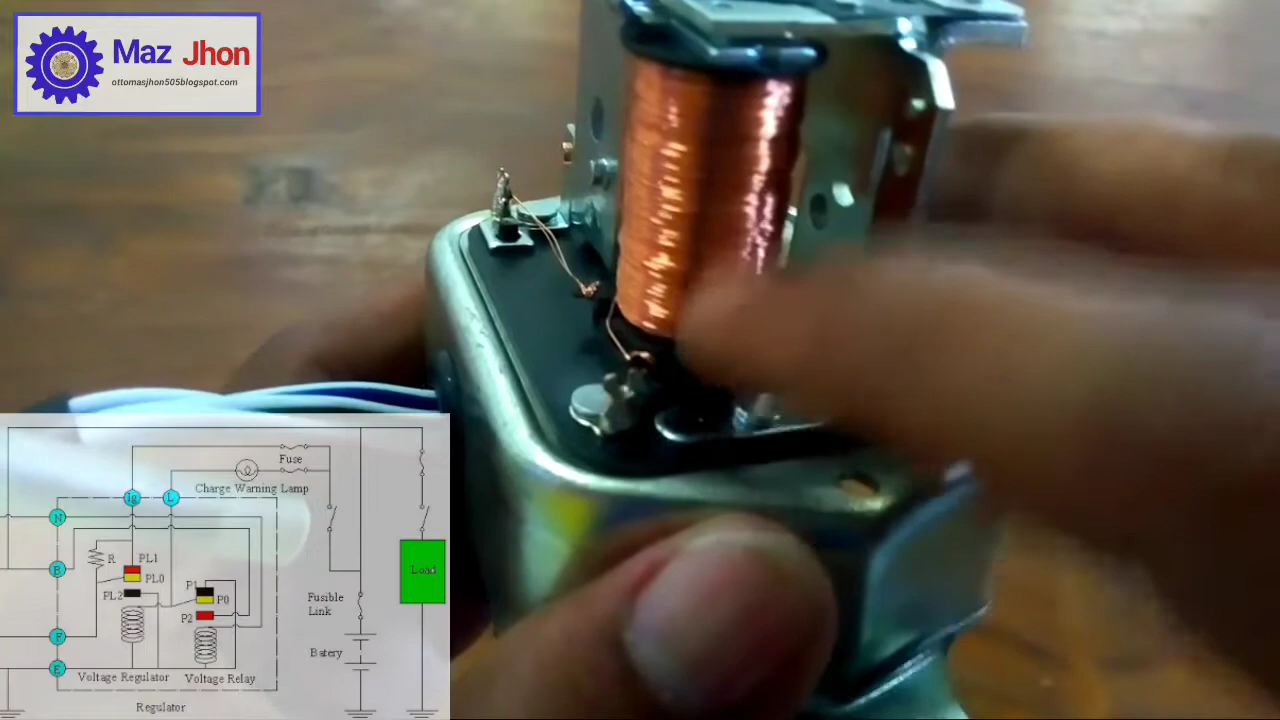 Maz Jhon
ottomasjhon505blogspot.com
Fuse
Charge Warning Lamp
Ig
L
N
B
R
PL1
PL0
PL2
P1
P0
P2
F
E
Load
Fusible
Link
Batery
Voltage Regulator
Voltage Relay
Regulator